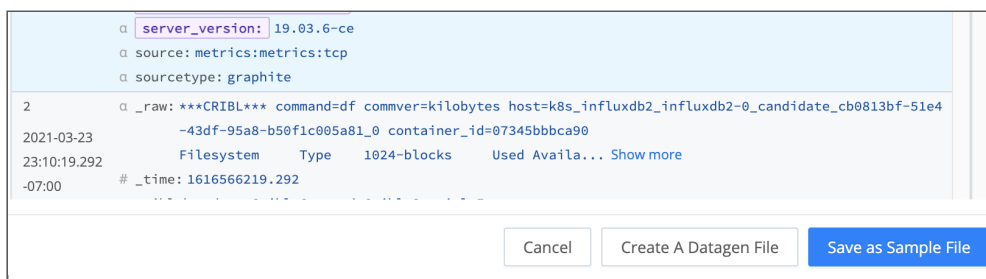 α server_version: 19.03.6-ce
α source: metrics:metrics:tcp
α sourcetype: graphite
2
α _raw: ***CRIBL*** command=df commver=kilobytes host=k8s_influxdb2_influxdb2-0_candidate_cb0813bf-51e4
-43df-95a8-b50f1c005a81_0 container_id=07345bbbca90
2021-03-23
23:10:19.292
-07:00
Filesystem Type 1024-blocks Used Availa... Show more
# _time: 1616566219.292
Cancel
Create A Datagen File
Save as Sample File